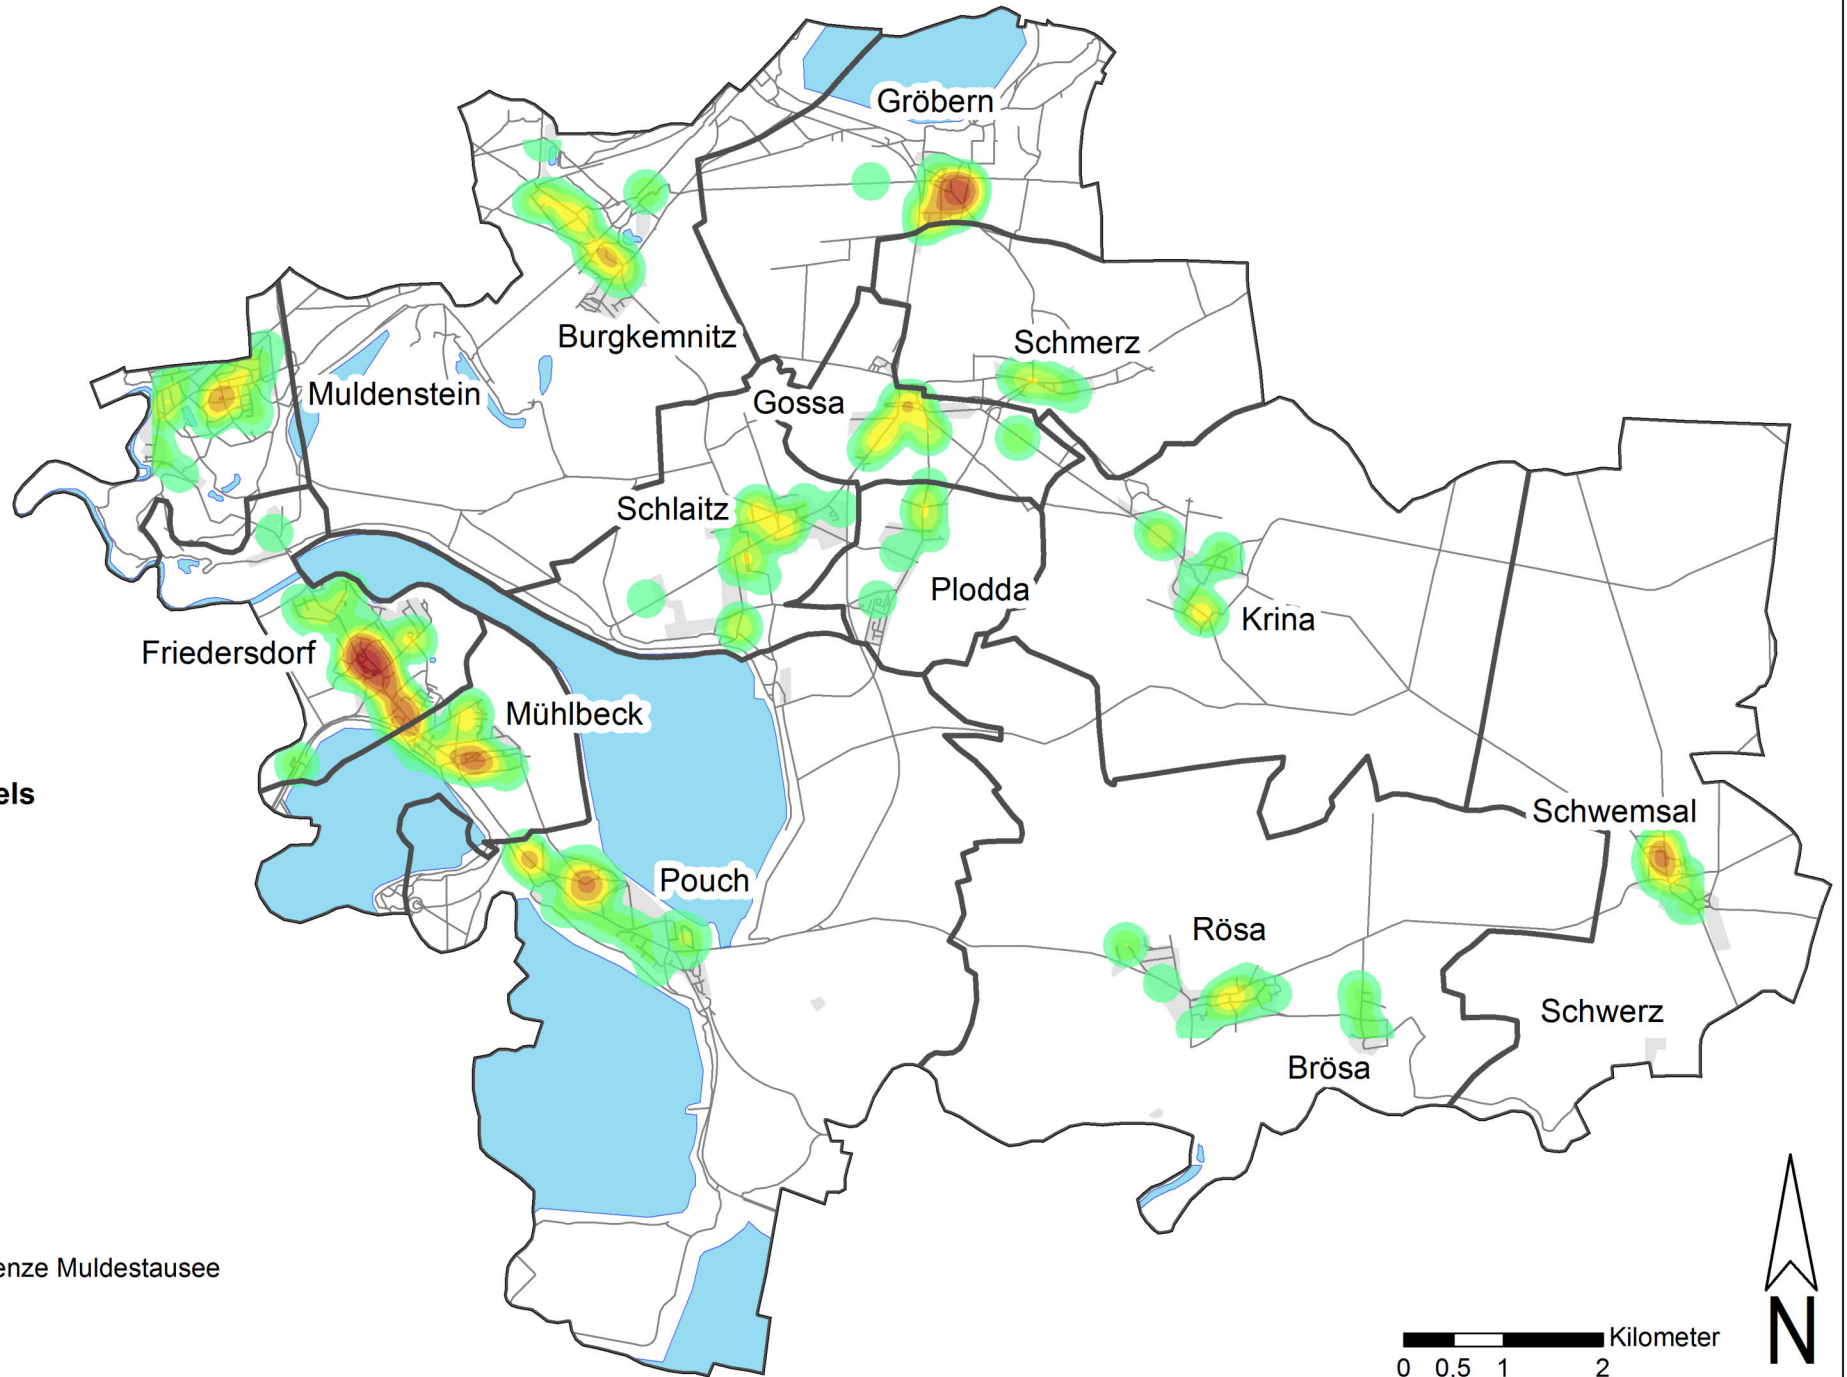 Gröbern
Burgkemnitz
Schmerz
Muldenstein
Gossa
Schlaitz
Plodda
Krina
Friedersdorf
Mühlbeck
els
Schwemsal
Pouch
Rösa
Schwerz
Brösa
enze Muldestausee
Kilometer
0 0.5 1 2
N